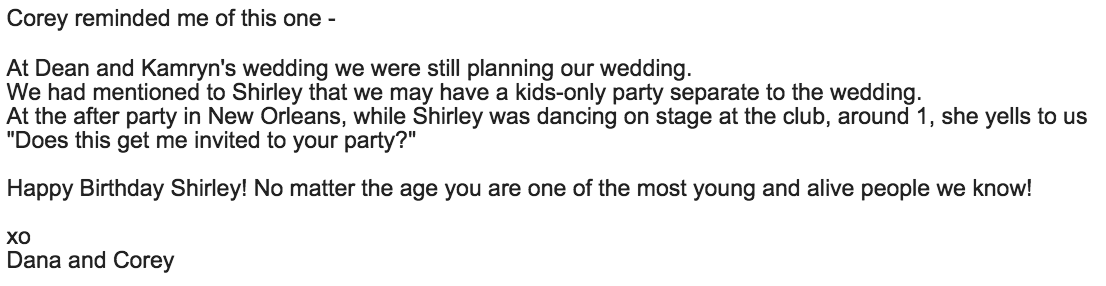 Corey reminded me of this one -
At Dean and Kamryn's wedding we were still planning our wedding.
We had mentioned to Shirley that we may have a kids-only party separate to the wedding.
At the after party in New Orleans, while Shirley was dancing on stage at the club, around 1, she yells to us
"Does this get me invited to your party?"
Happy Birthday Shirley! No matter the age you are one of the most young and alive people we know!
xo
Dana and Corey